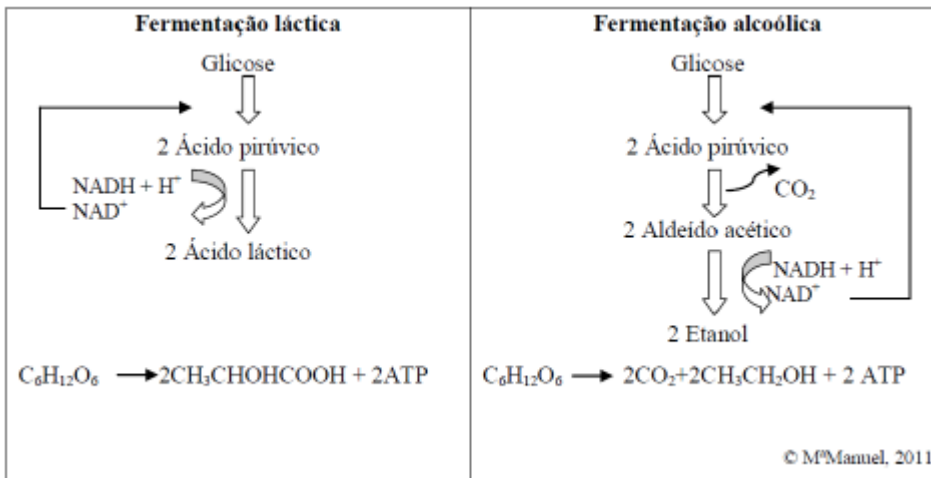 Fermentação láctica
Glicose
2 Ácido pirúvico
NADH + H⁺
NAD⁺
2 Ácido láctico
C₆H₁₂O₆ → 2CH₃CHOHCOOH + 2ATP
Fermentação alcoólica
Glicose
2 Ácido pirúvico
CO₂
2 Aldeído acético
NADH + H⁺
NAD⁺
2 Etanol
C₆H₁₂O₆ → 2CO₂+2CH₃CH₂OH + 2 ATP
© MªManuel, 2011